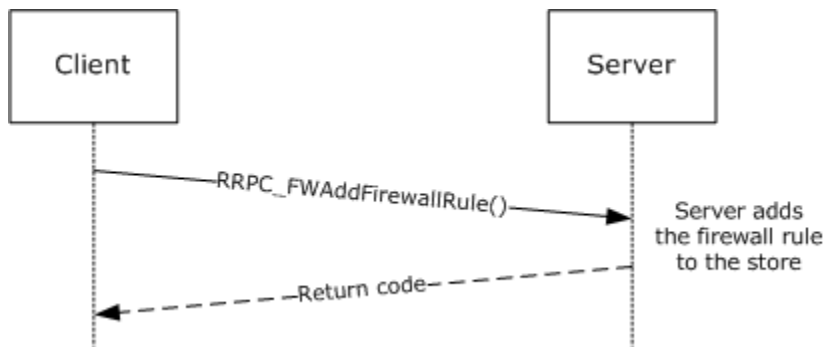 Client
Server
RRPC_FWAddFirewallRule()
Server adds
the firewall rule
to the store
Return code